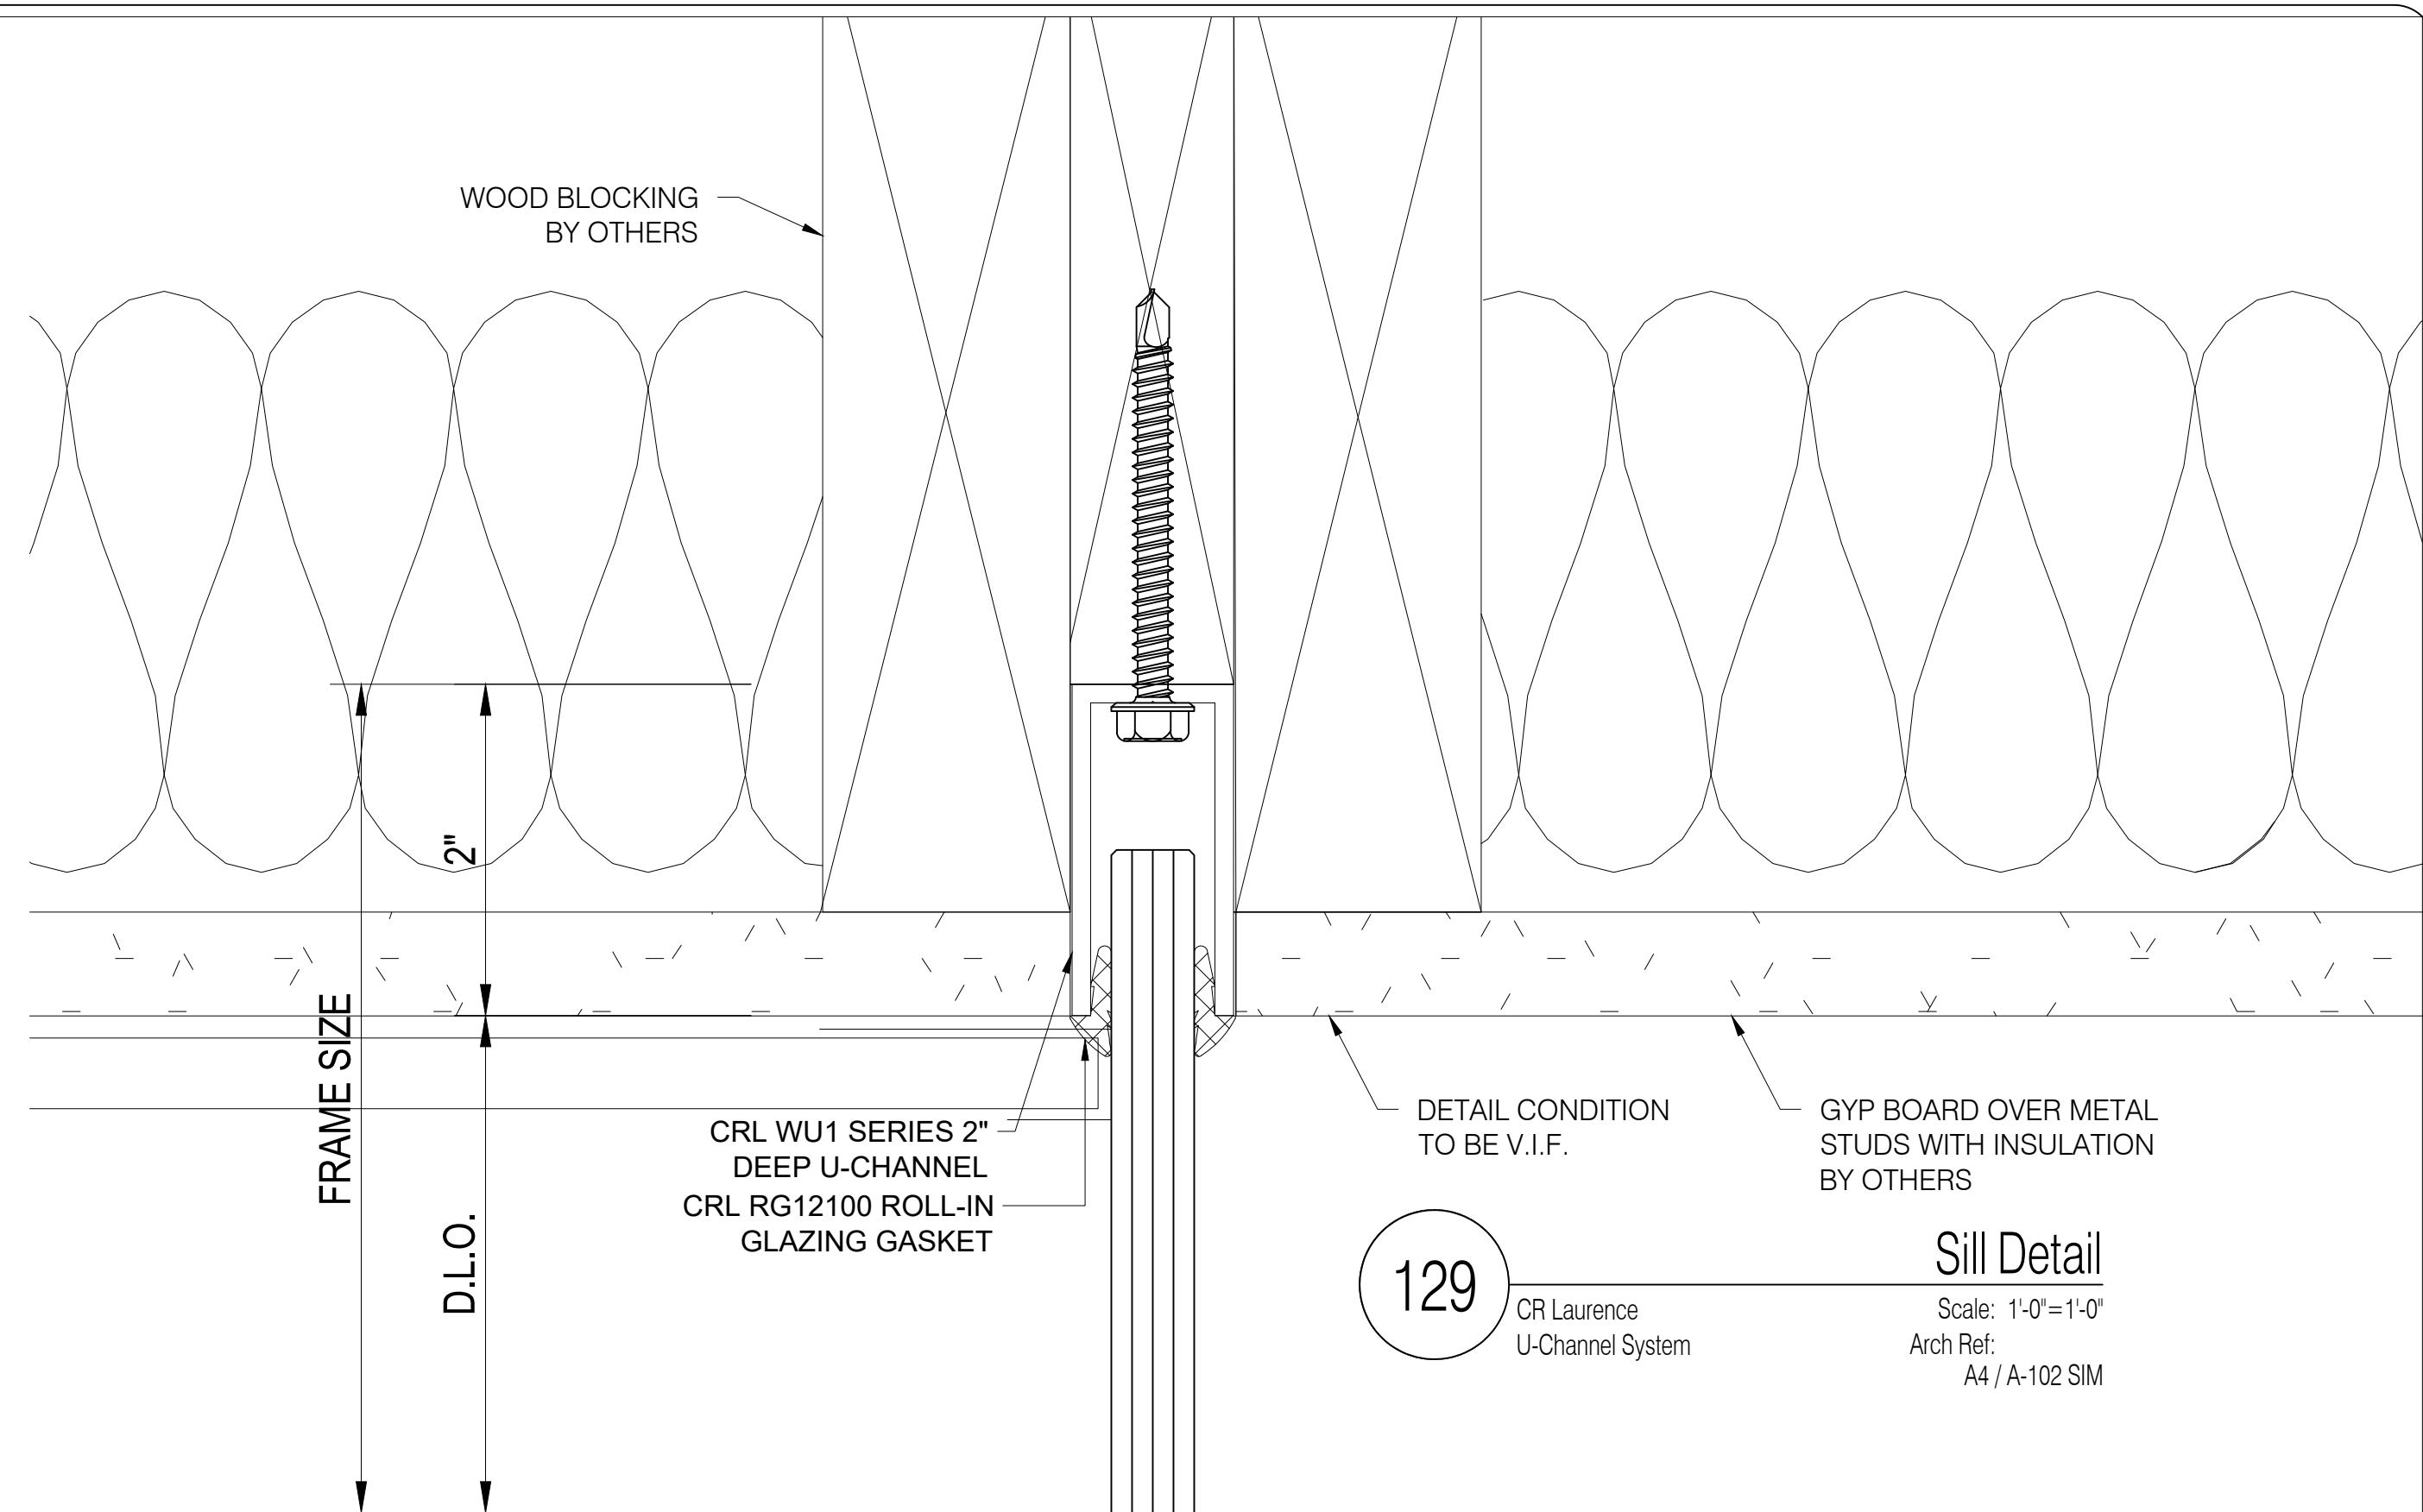 WOOD BLOCKING
BY OTHERS
2"
FRAME SIZE
D.L.O.
CRL WU1 SERIES 2"
DEEP U-CHANNEL
CRL RG12100 ROLL-IN
GLAZING GASKET
DETAIL CONDITION
TO BE V.I.F.
GYP BOARD OVER METAL
STUDS WITH INSULATION
BY OTHERS
129
Sill Detail
CR Laurence
U-Channel System
Scale: 1'-0"=1'-0"
Arch Ref:
A4 / A-102 SIM